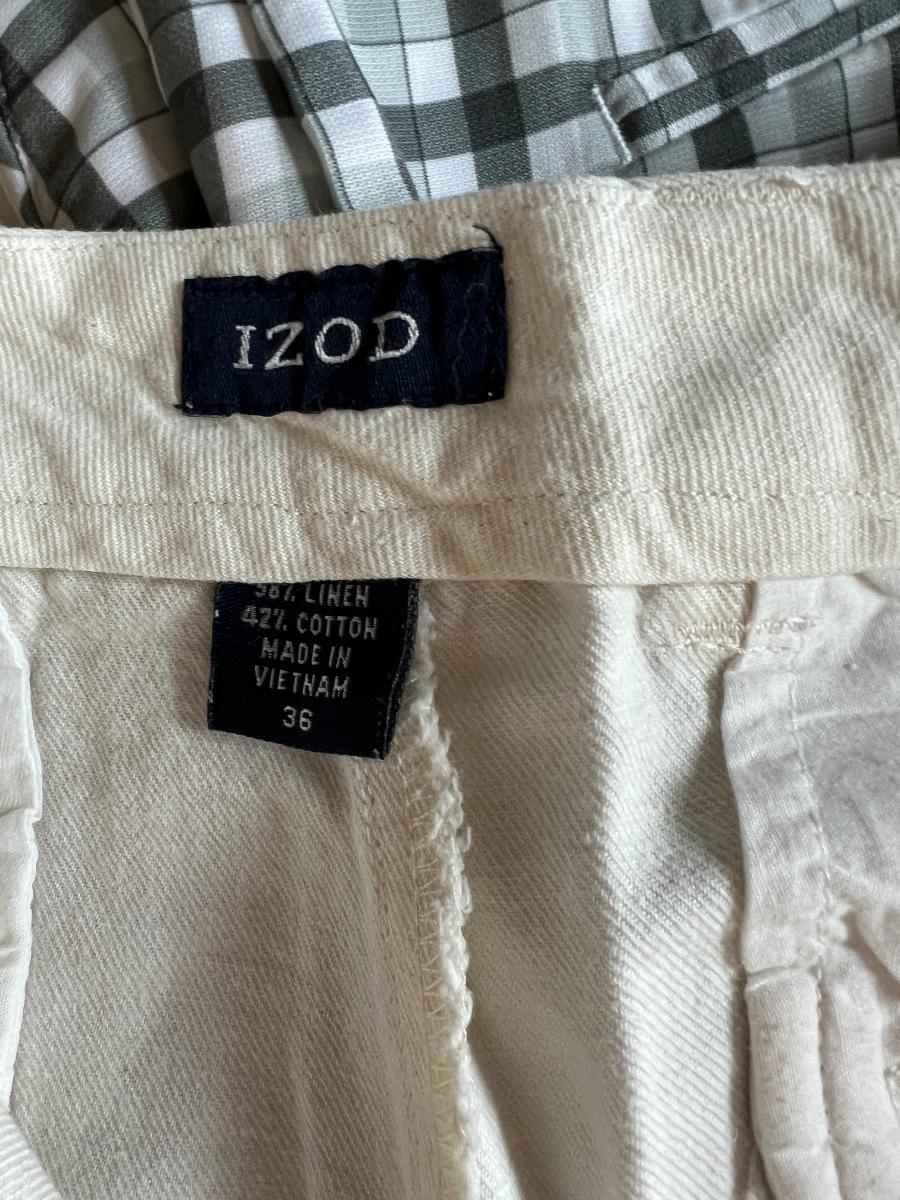 IZOD
58% LINEN
42% COTTON
MADE IN
VIETNAM
36